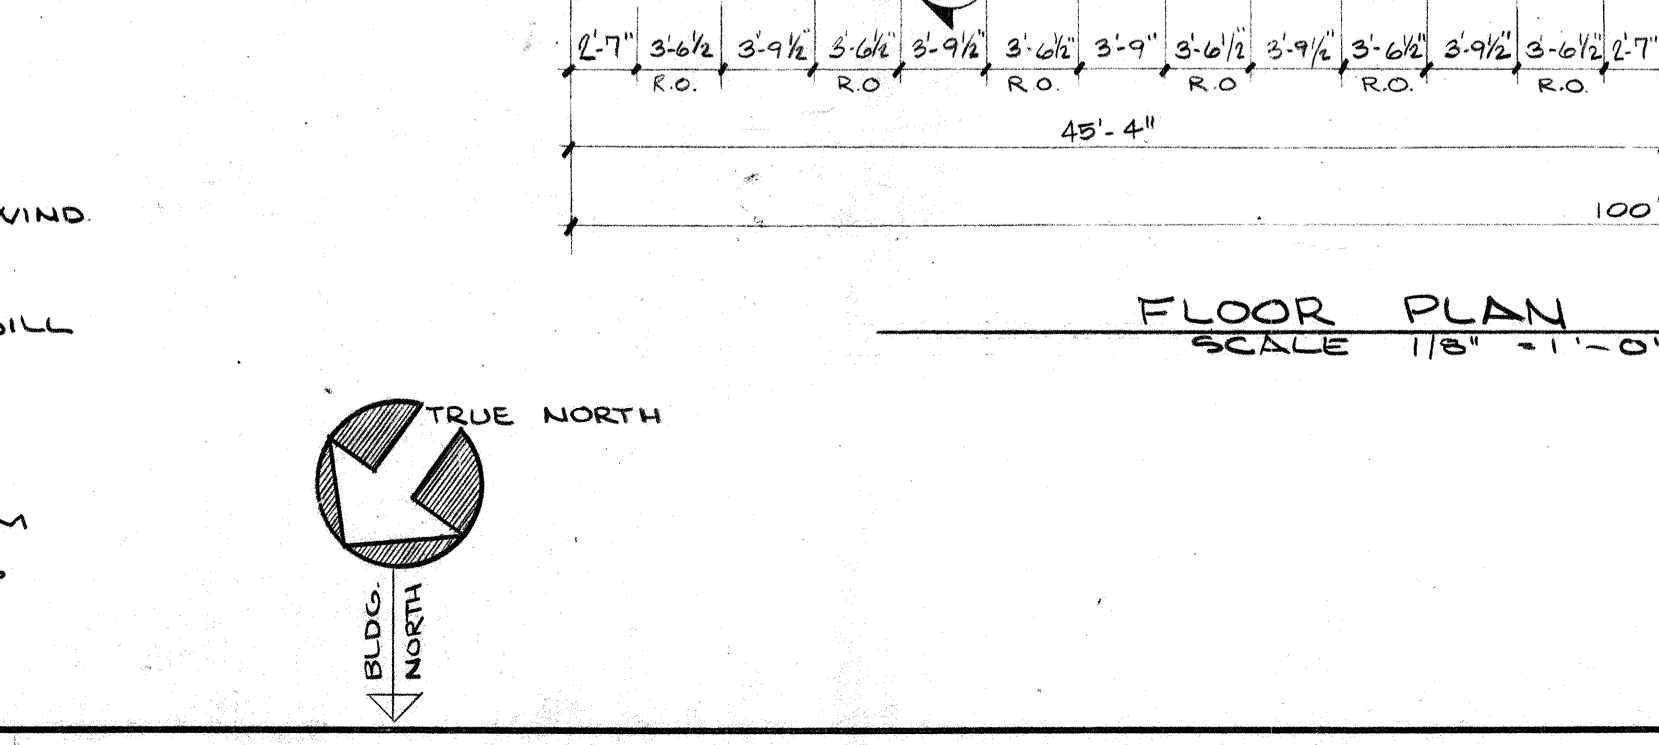 2'-7" 3'-6½ 3'-9½" 3'-6½" 3'-9½" 3'-6½" 3'-9" 3'-6½" 3'-9½" 3'-6½" 3'-9½" 3'-6½" 2'-7"
R.O. R.O R.O. R.O R.O. R.O.
45'-4"
WIND.
100'
FLOOR PLAN
SILL
SCALE 1/8" = 1'-0"
TRUE NORTH
M
BLDG. NORTH